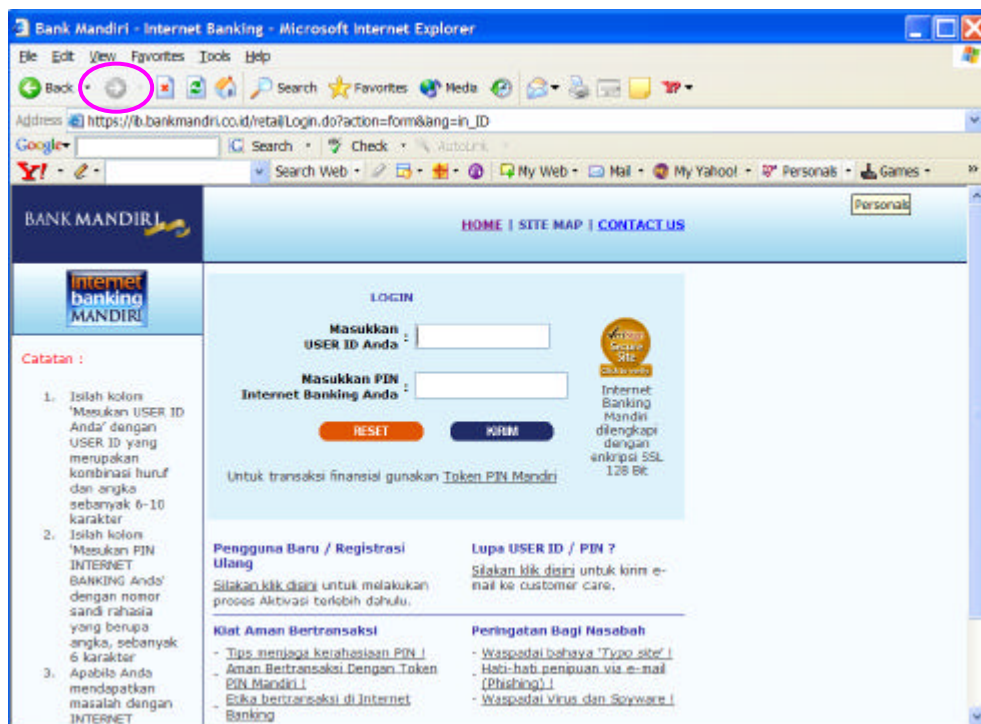 Bank Mandiri - Internet Banking - Microsoft Internet Explorer
File Edit View Favorites Tools Help
Back Search Favorites Media
Address https://ib.bankmandiri.co.id/retail/Login.do?action=form&lang=in_ID
Google Search Check AutoLink
Y! Search Web My Web Mail My Yahoo! Personals Games »
Personals
BANK MANDIRI
HOME | SITE MAP | CONTACT US
internet
banking
MANDIRI
Catatan :
1. Isilah kolom
'Masukan USER ID
Anda' dengan
USER ID yang
merupakan
kombinasi huruf
dan angka
sebanyak 6-10
karakter
2. Isilah kolom
'Masukan PIN
INTERNET
BANKING Anda'
dengan nomor
sandi rahasia
yang berupa
angka, sebanyak
6 karakter
3. Apabila Anda
mendapatkan
masalah dengan
INTERNET
LOGIN
Masukkan
USER ID Anda :
Masukkan PIN
Internet Banking Anda :
RESET KIRIM
Untuk transaksi finansial gunakan Token PIN Mandiri
Secure
Site
Internet
Banking
Mandiri
dilengkapi
dengan
enkripsi SSL
128 Bit
Pengguna Baru / Registrasi
Ulang
Silakan klik disini untuk melakukan
proses Aktivasi terlebih dahulu.
Lupa USER ID / PIN ?
Silakan klik disini untuk kirim e-
mail ke customer care.
Kiat Aman Bertransaksi
- Tips menjaga kerahasiaan PIN !
- Aman Bertransaksi Dengan Token
PIN Mandiri !
- Etika bertransaksi di Internet
Banking
Peringatan Bagi Nasabah
- Waspadai bahaya 'Typo site' !
- Hati-hati penipuan via e-mail
(Phishing) !
- Waspadai Virus dan Spyware !